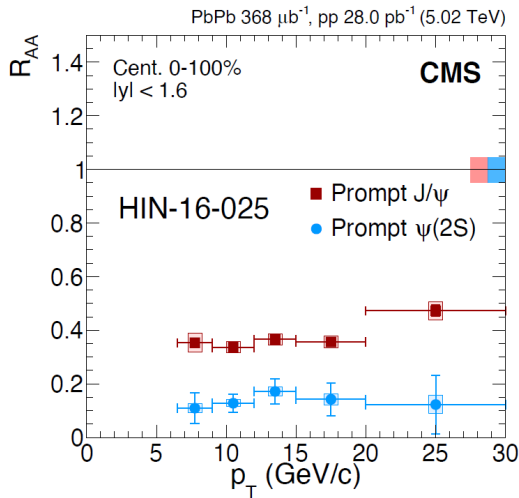 PbPb 368 μb⁻¹, pp 28.0 pb⁻¹ (5.02 TeV)
R_AA
1.4
Cent. 0-100%
CMS
|y| < 1.6
1.2
1
HIN-16-025
Prompt J/ψ
0.8
Prompt ψ(2S)
0.6
0.4
0.2
0
0 5 10 15 20 25 30
p_T (GeV/c)